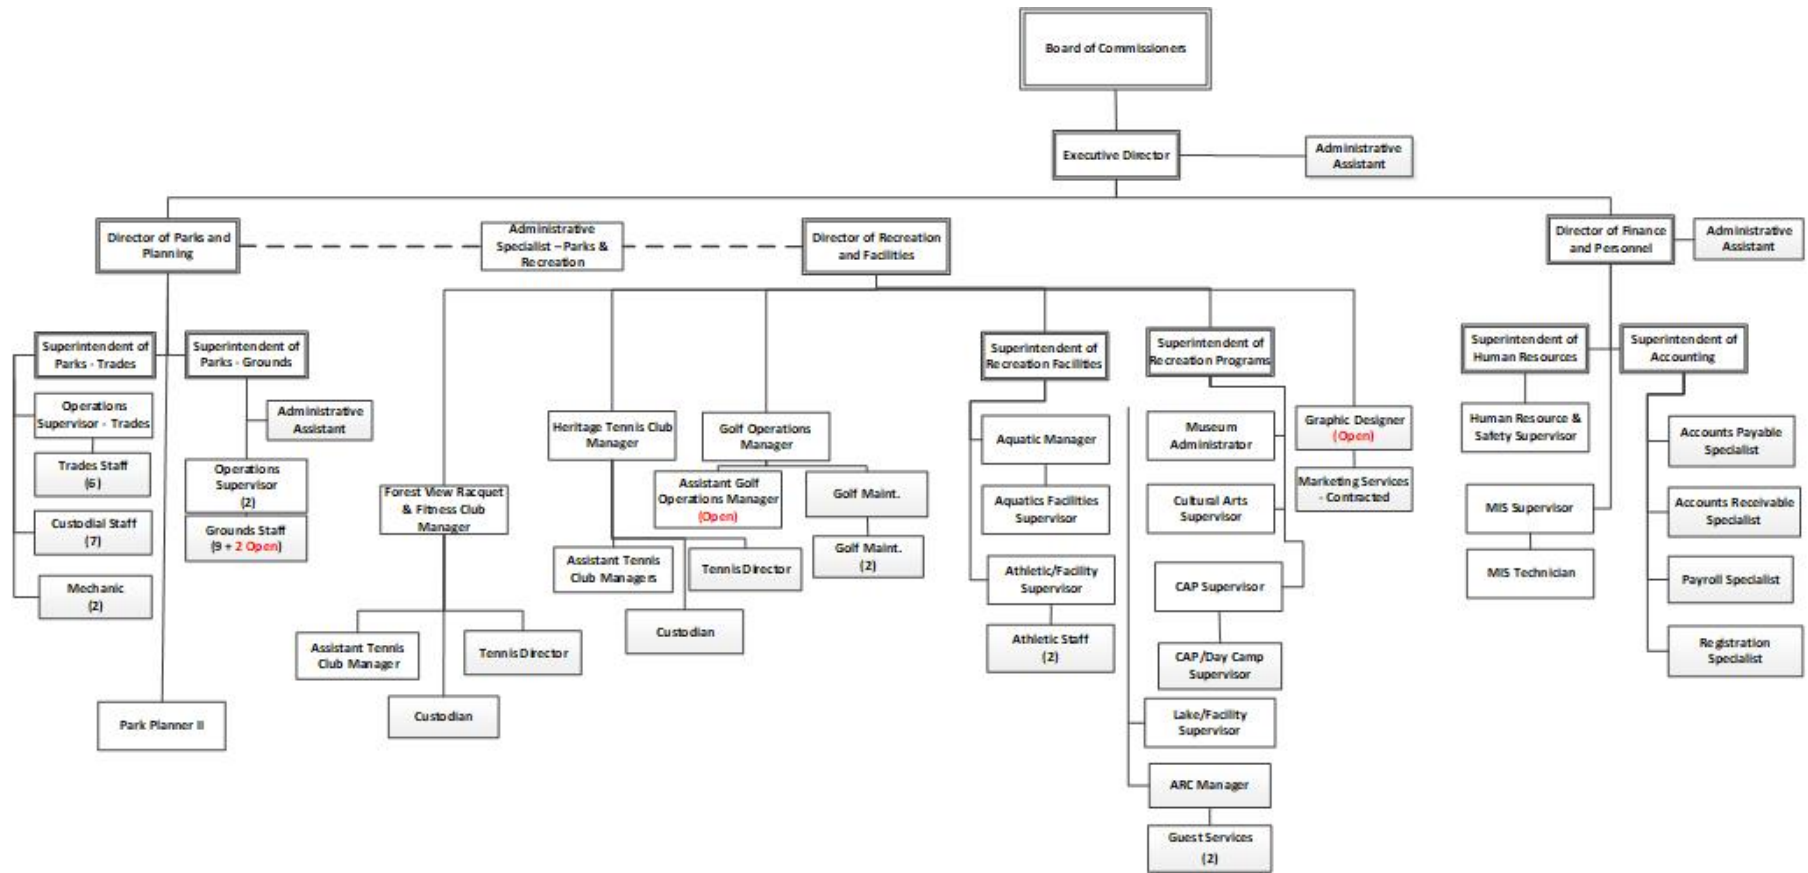 Board of Commissioners
Executive Director
Administrative
Assistant
Director of Parks and
Planning
Administrative
Specialist – Parks &
Recreation
Director of Recreation
and Facilities
Director of Finance
and Personnel
Administrative
Assistant
Superintendent of
Parks - Trades
Superintendent of
Parks - Grounds
Operations
Supervisor - Trades
Administrative
Assistant
Trades Staff
(6)
Operations
Supervisor
(2)
Custodial Staff
(7)
Grounds Staff
(9 + 2 Open)
Mechanic
(2)
Park Planner II
Forest View Racquet
& Fitness Club
Manager
Assistant Tennis
Club Manager
Tennis Director
Custodian
Heritage Tennis Club
Manager
Assistant Tennis
Club Managers
Tennis Director
Custodian
Golf Operations
Manager
Assistant Golf
Operations Manager
(Open)
Golf Maint.
Golf Maint.
(2)
Superintendent of
Recreation Facilities
Aquatic Manager
Aquatics Facilities
Supervisor
Athletic/Facility
Supervisor
Athletic Staff
(2)
Superintendent of
Recreation Programs
Museum
Administrator
Cultural Arts
Supervisor
CAP Supervisor
CAP/Day Camp
Supervisor
Lake/Facility
Supervisor
ARC Manager
Guest Services
(2)
Graphic Designer
(Open)
Marketing Services
- Contracted
Superintendent of
Human Resources
Superintendent of
Accounting
Human Resource &
Safety Supervisor
MIS Supervisor
MIS Technician
Accounts Payable
Specialist
Accounts Receivable
Specialist
Payroll Specialist
Registration
Specialist